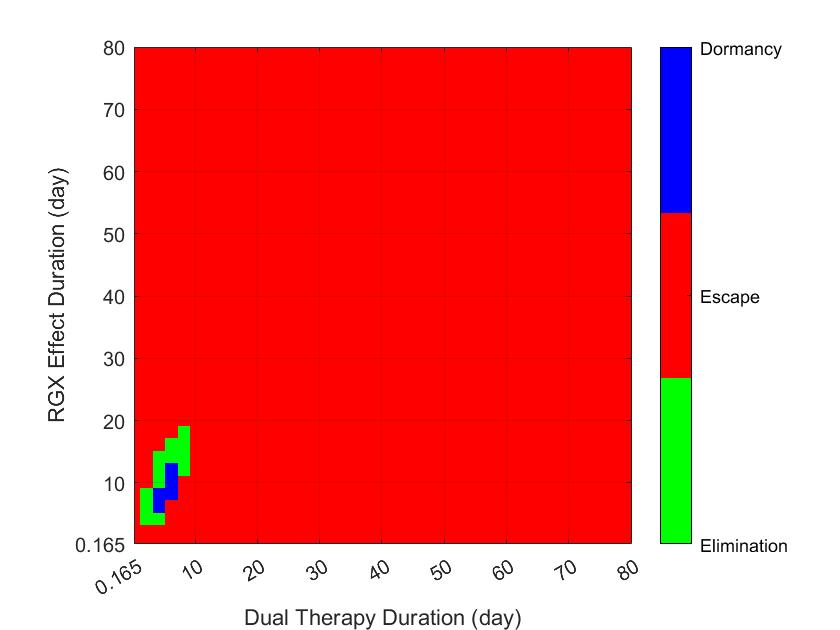 80
70
60
50
40
30
20
10
0.165
RGX Effect Duration (day)
0.165 10 20 30 40 50 60 70 80
Dual Therapy Duration (day)
Dormancy
Escape
Elimination